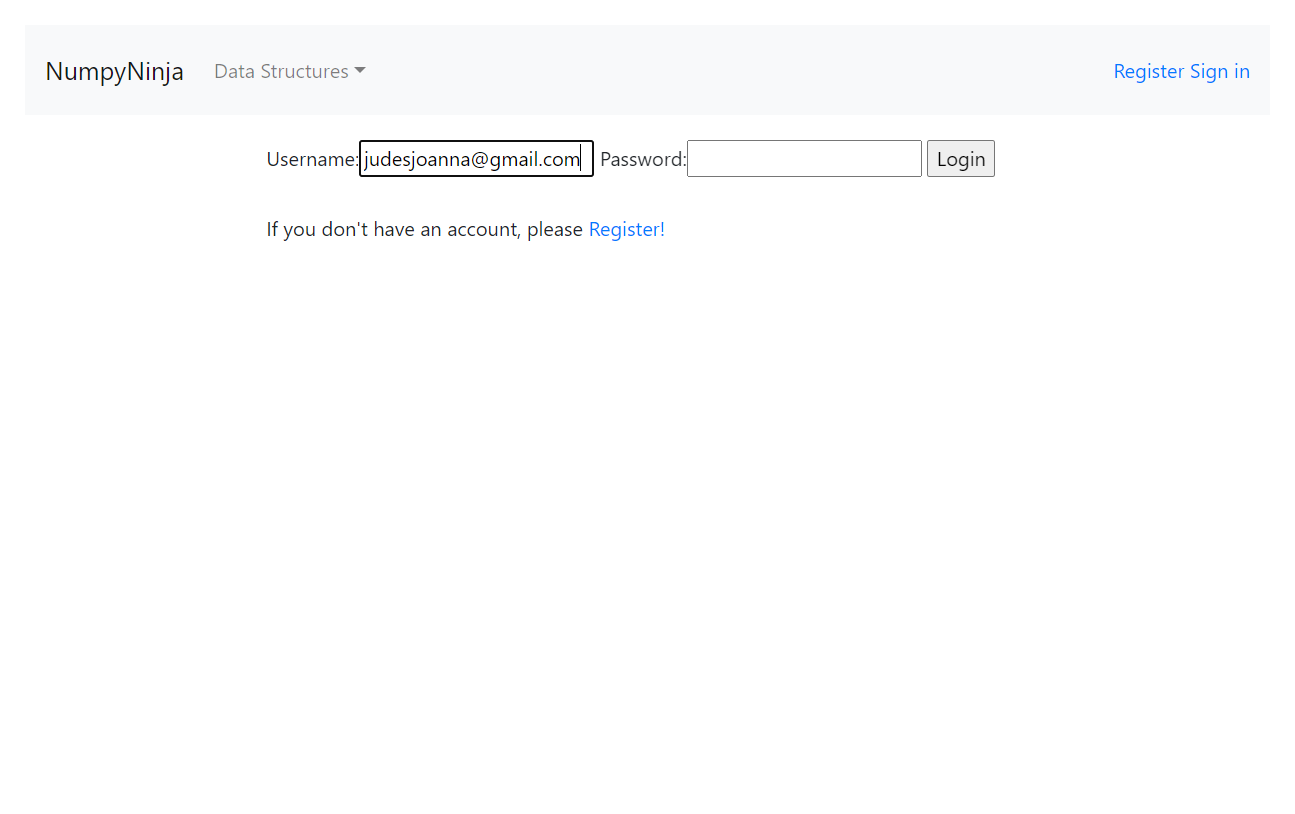 NumpyNinja Data Structures Register Sign in
Username: judesjoanna@gmail.com Password: Login
If you don't have an account, please Register!